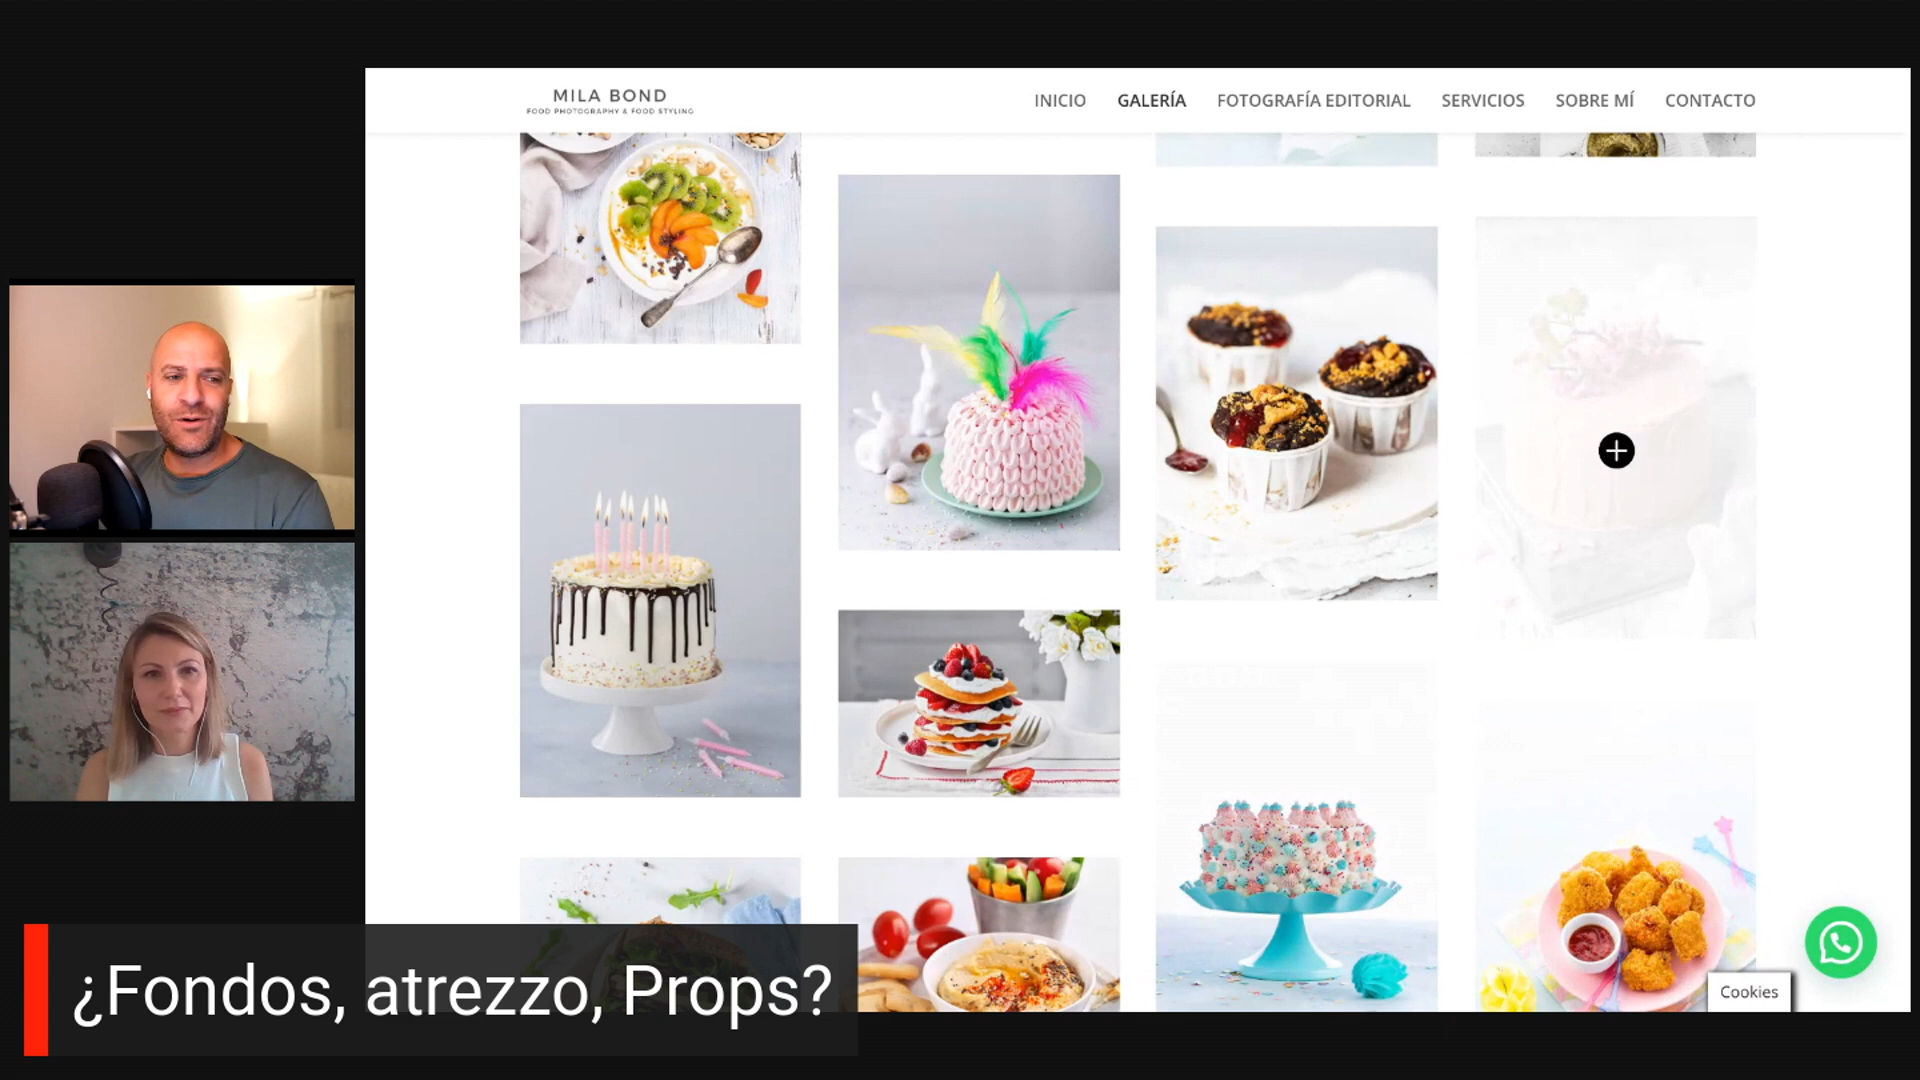 MILA BOND
FOOD PHOTOGRAPHY & FOOD STYLING
INICIO
GALERÍA
FOTOGRAFÍA EDITORIAL
SERVICIOS
SOBRE MÍ
CONTACTO
¿Fondos, atrezzo, Props?
Cookies